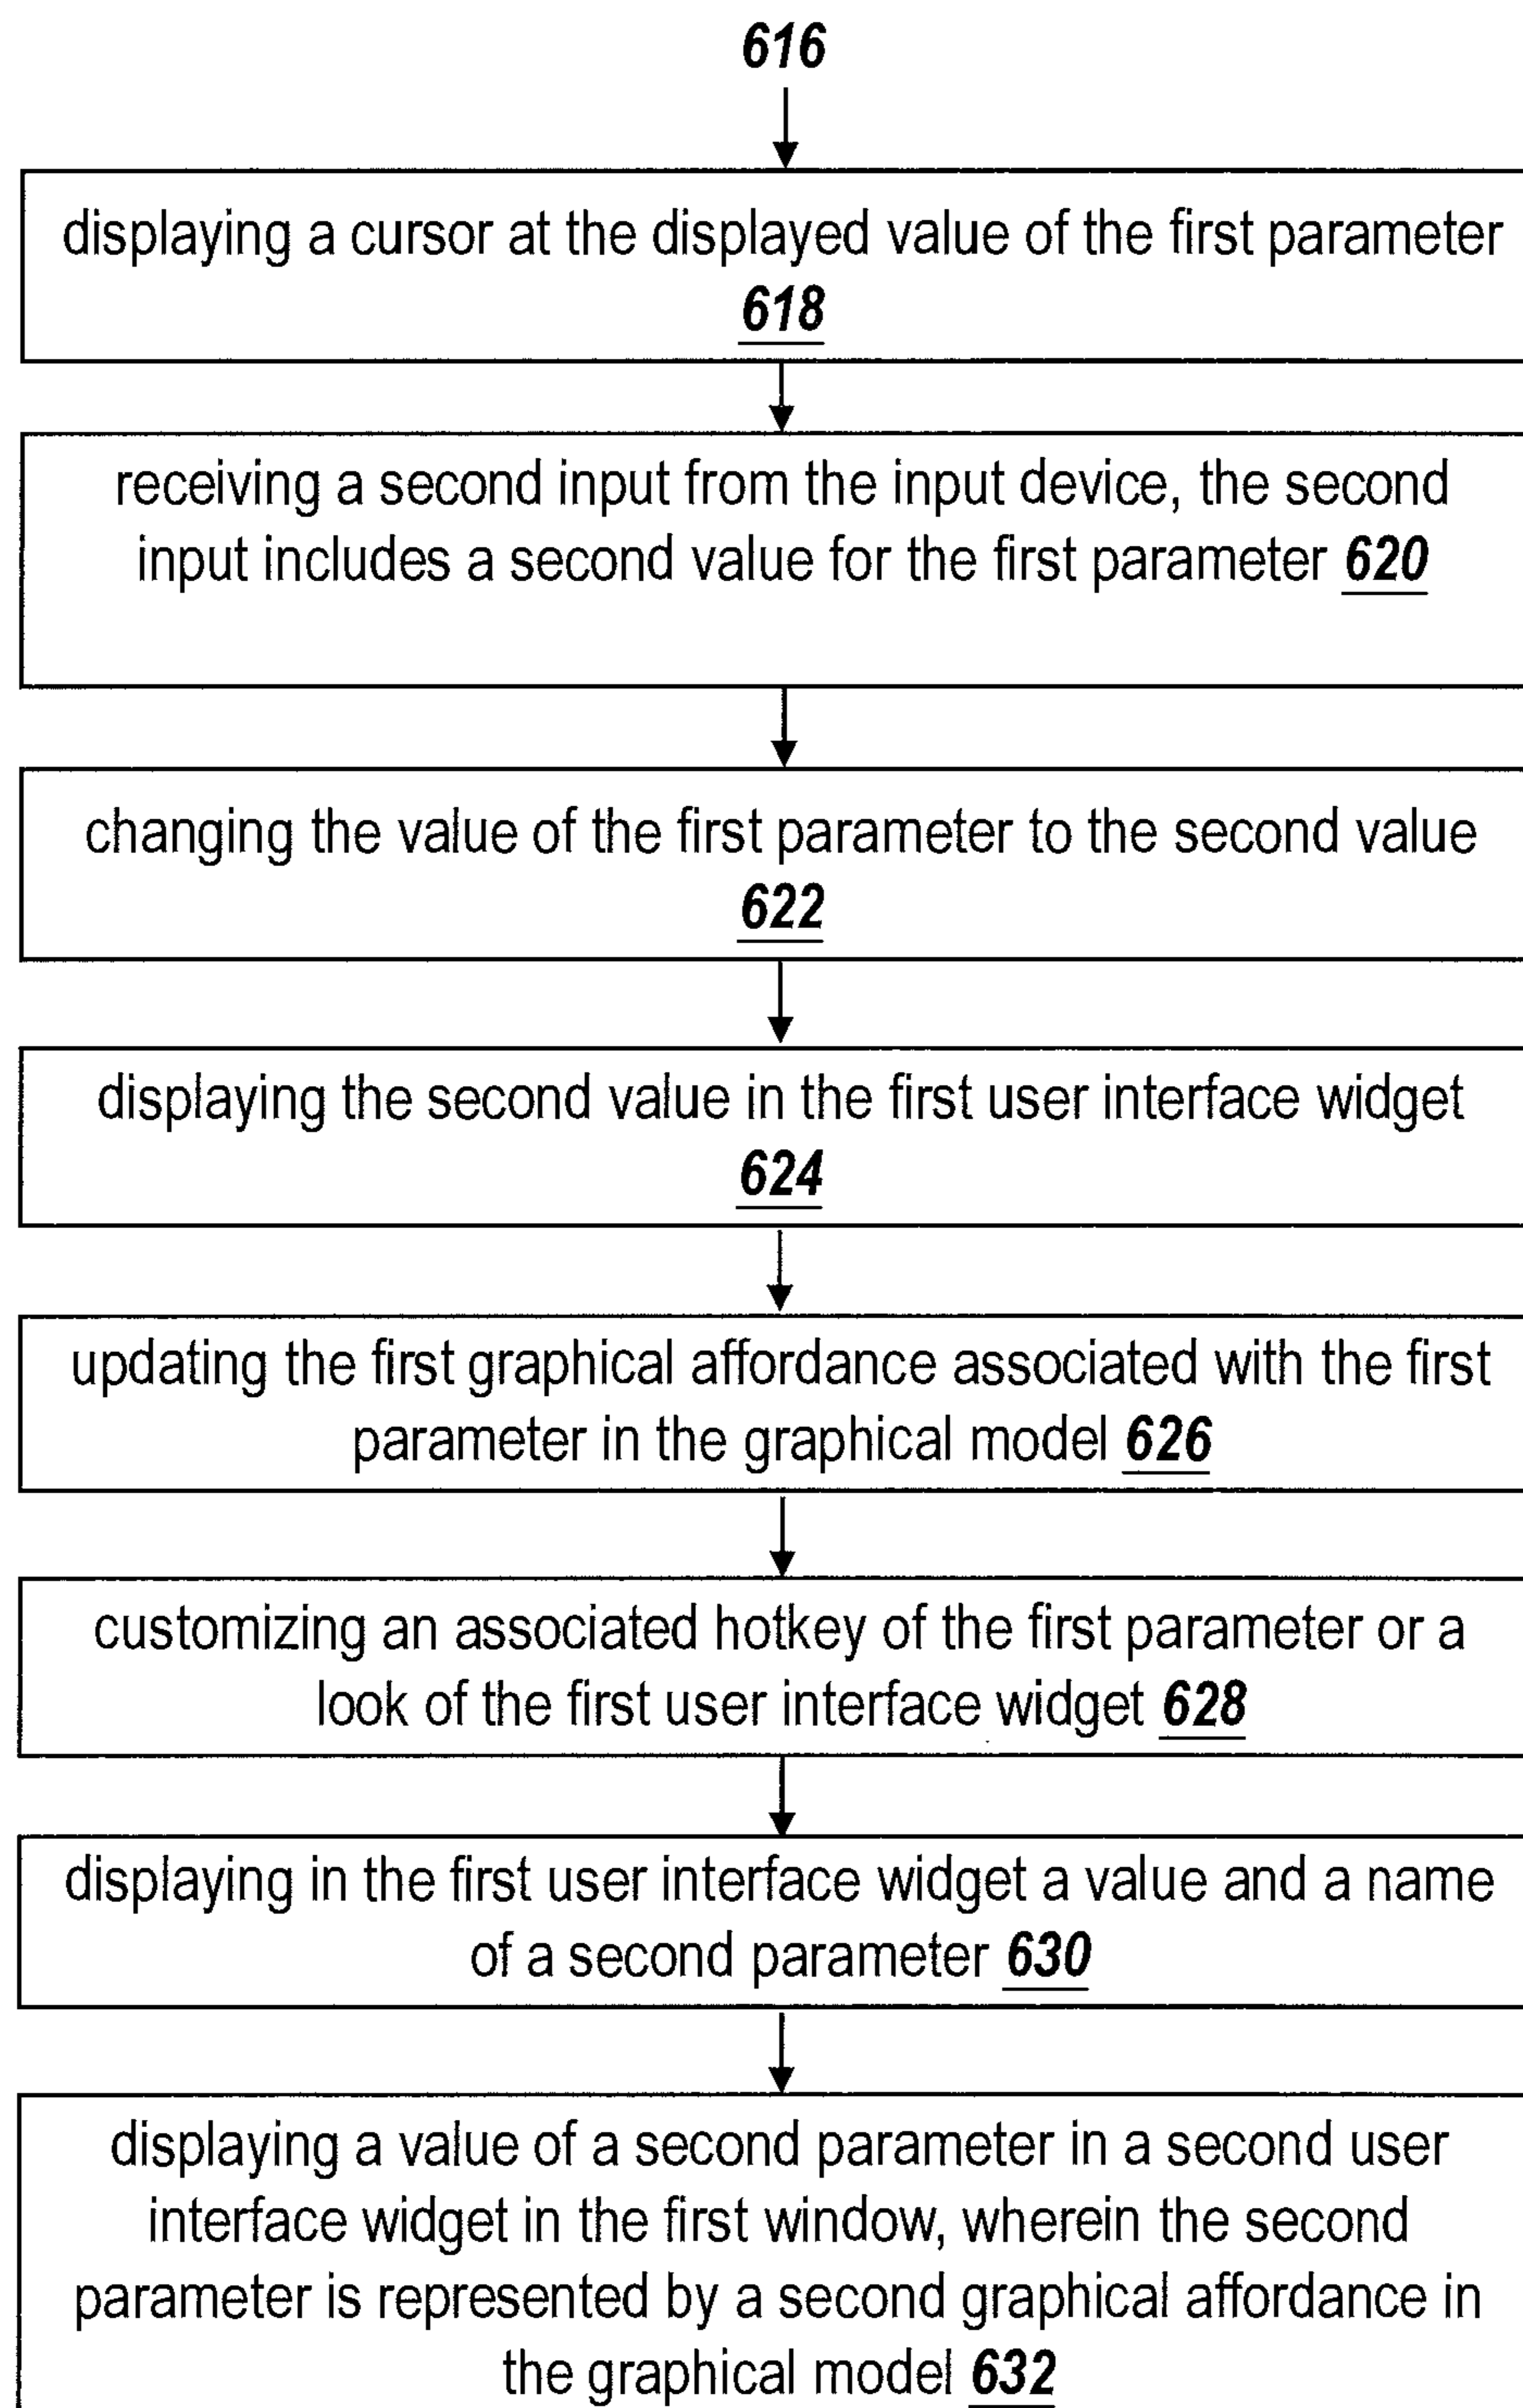 616
displaying a cursor at the displayed value of the first parameter
618
receiving a second input from the input device, the second
input includes a second value for the first parameter 620
changing the value of the first parameter to the second value
622
displaying the second value in the first user interface widget
624
updating the first graphical affordance associated with the first
parameter in the graphical model 626
customizing an associated hotkey of the first parameter or a
look of the first user interface widget 628
displaying in the first user interface widget a value and a name
of a second parameter 630
displaying a value of a second parameter in a second user
interface widget in the first window, wherein the second
parameter is represented by a second graphical affordance in
the graphical model 632